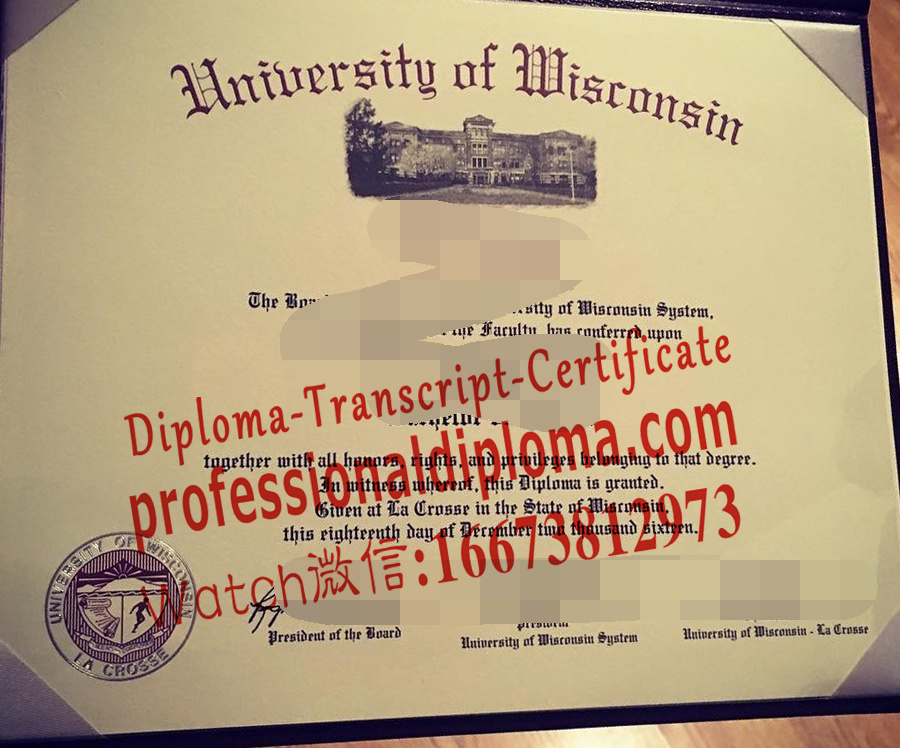 University of Wisconsin
The
sity of Wisconsin System,
the Faculty, has conferred upon
Diploma-Transcript-Certificate
together with all honors, rights, and privileges belonging to that degree.
professionaldiploma.com
In witness whereof, this Diploma is granted.
Given at La Crosse in the State of Wisconsin,
this eighteenth day of December two thousand sixteen.
Watch微信:16673812973
UNIVERSITY OF WISCONSIN
LA CROSSE
President of the Board
President
University of Wisconsin System
University of Wisconsin - La Crosse